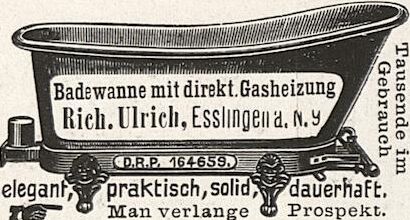 Badewanne mit direkt. Gasheizung
Rich. Ulrich, Esslingen a. N. 9
D.R.P. 164659.
Tausende im
Gebrauch
elegant, praktisch, solid, dauerhaft.
Man verlange Prospekt.